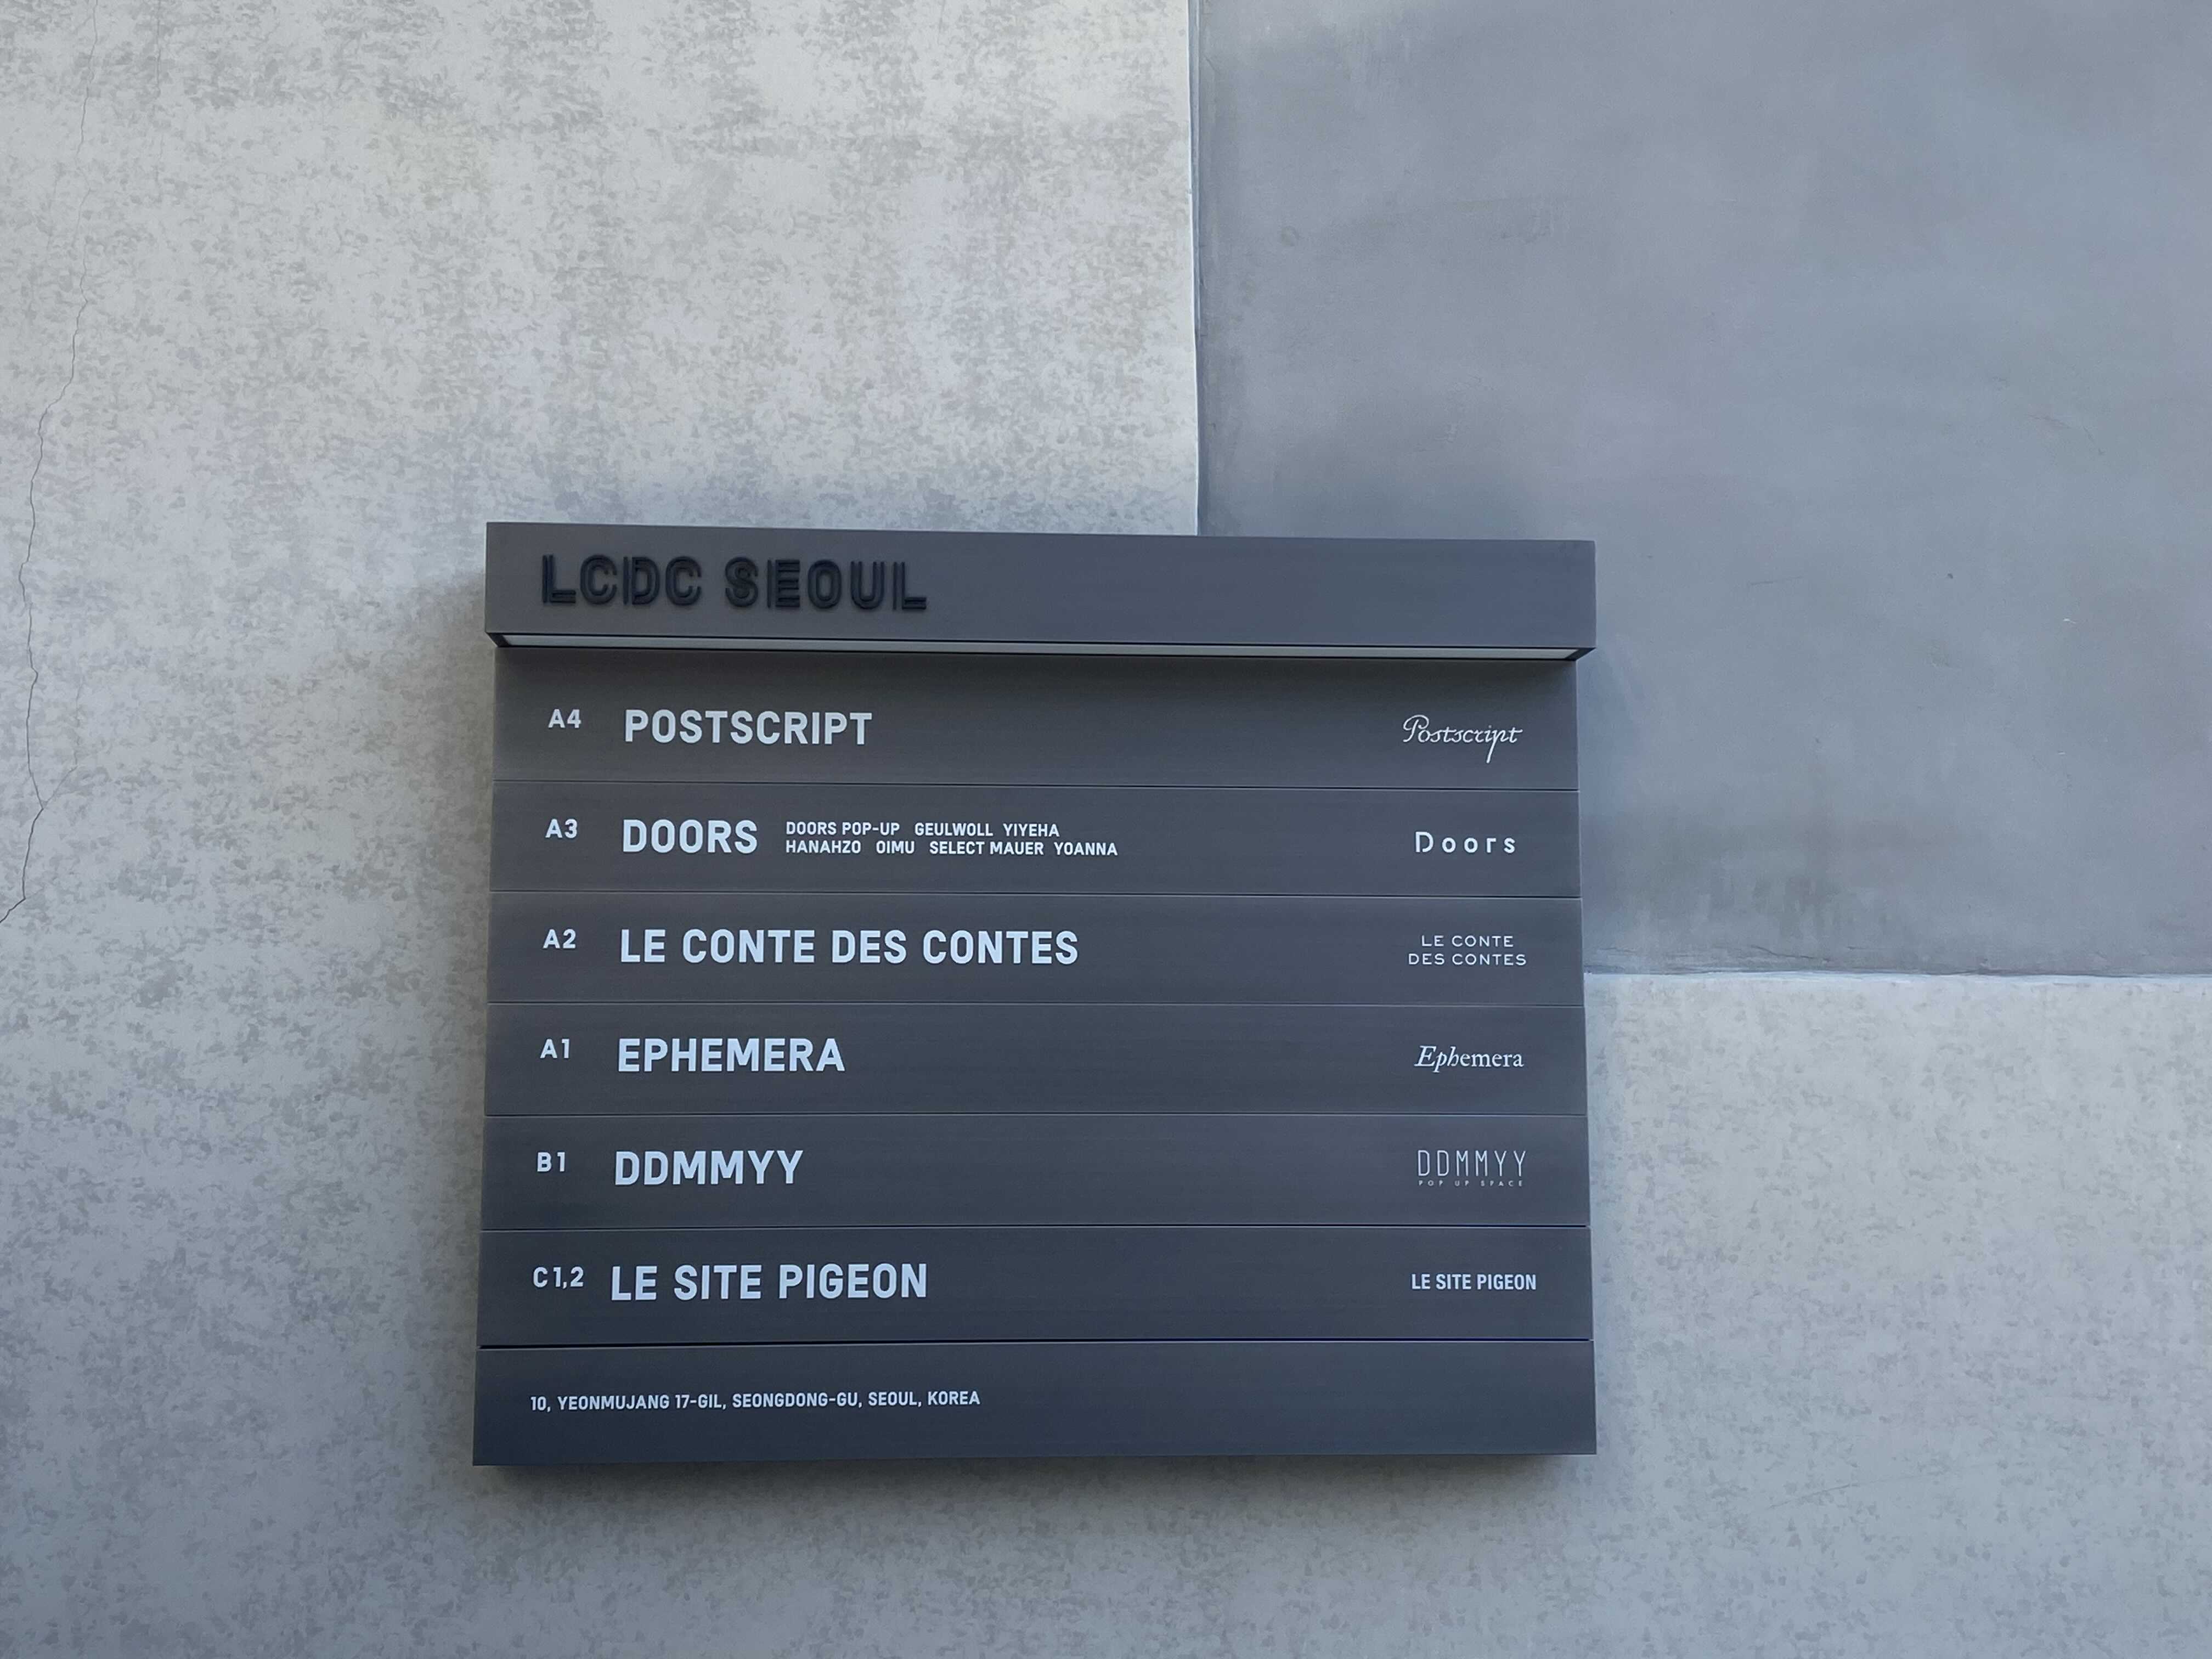 LCDC SEOUL
A4 POSTSCRIPT Postscript
A3 DOORS DOORS POP-UP GEULWOLL YIYEHA
HANAHZO OIMU SELECT MAUER YOANNA Doors
A2 LE CONTE DES CONTES LE CONTE
DES CONTES
A1 EPHEMERA Ephemera
B1 DDMMYY DDMMYY
POP UP SPACE
C1,2 LE SITE PIGEON LE SITE PIGEON
10, YEONMUJANG 17-GIL, SEONGDONG-GU, SEOUL, KOREA